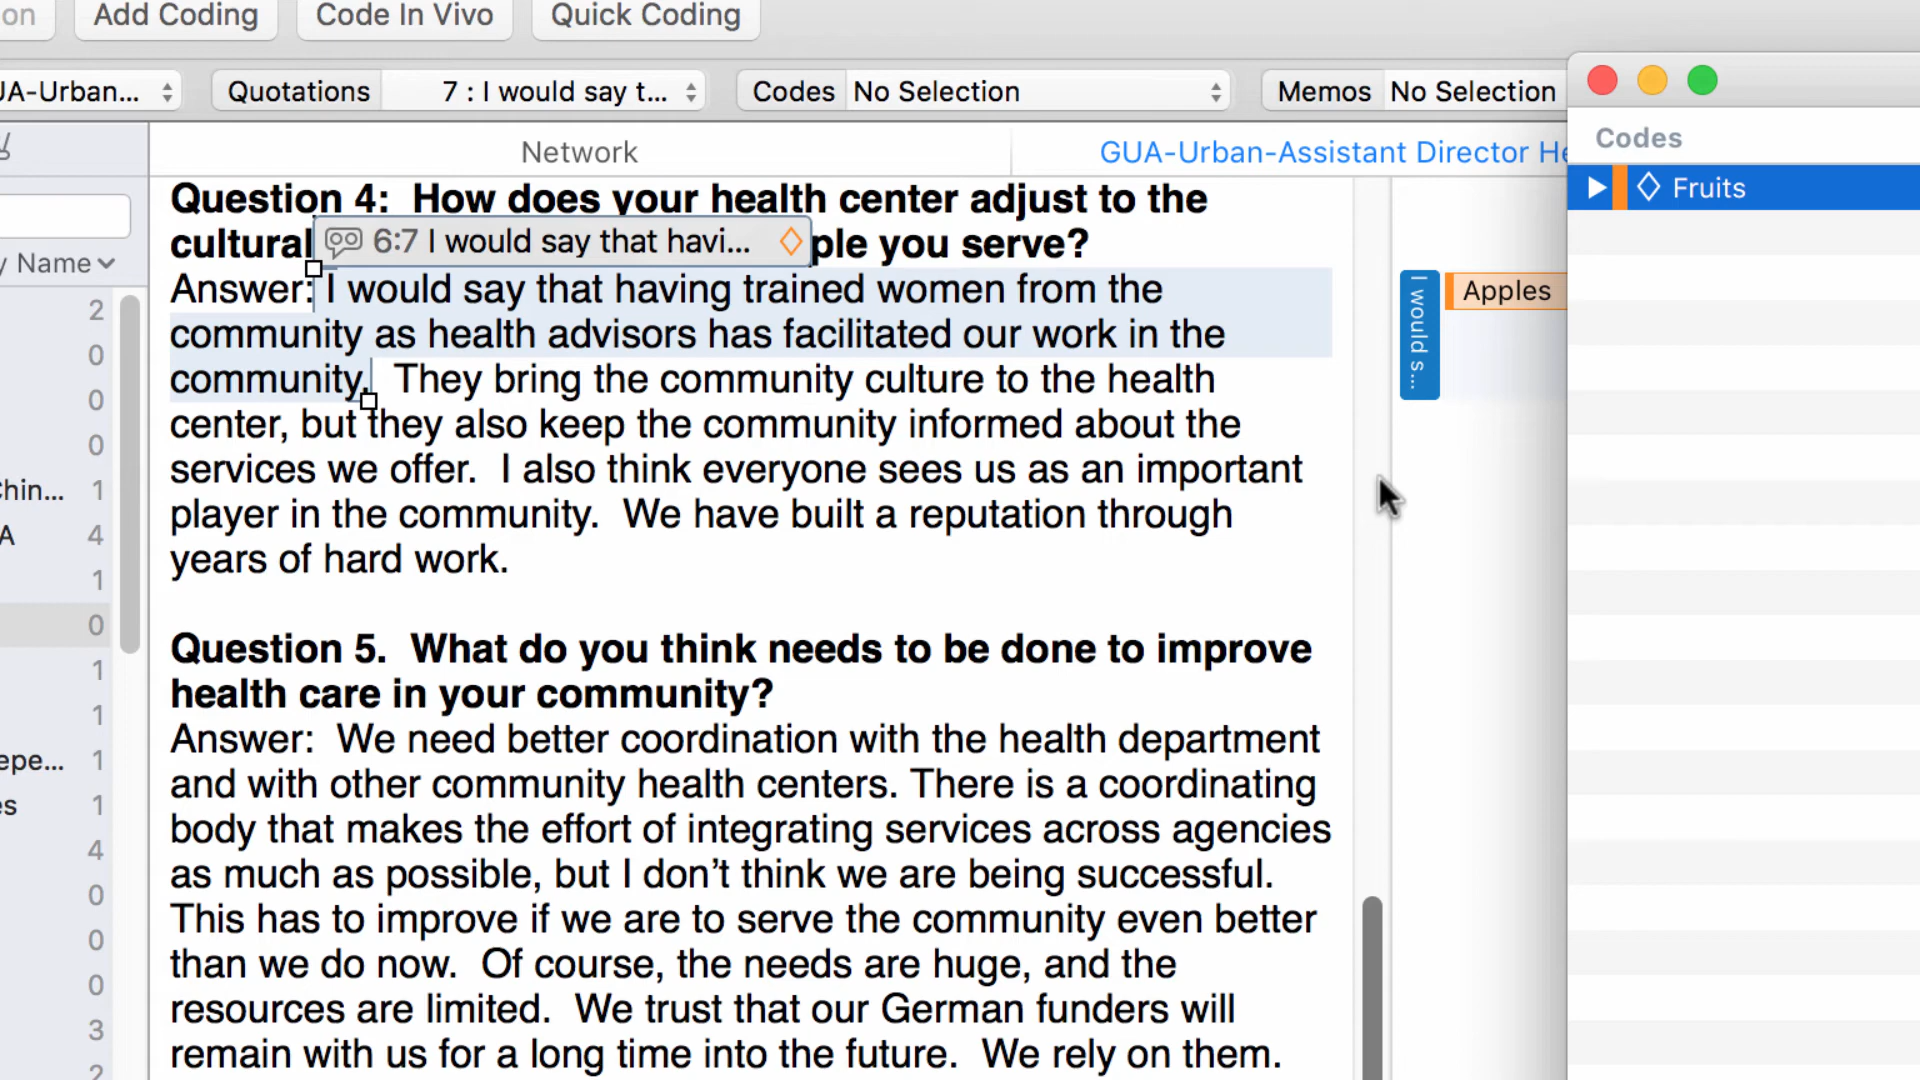 on
Add Coding
Code In Vivo
Quick Coding
UA-Urban...
Quotations
7 : I would say t...
Codes
No Selection
Memos
No Selection
Network
GUA-Urban-Assistant Director He
Codes
Fruits
y Name
2
0
0
0
Chin... 1
A 4
1
0
1
1
epe... 1
es 1
4
0
0
0
3
2
Question 4:  How does your health center adjust to the
cultural
6:7 I would say that havi...
ple you serve?
Answer: I would say that having trained women from the
community as health advisors has facilitated our work in the
community.  They bring the community culture to the health
center, but they also keep the community informed about the
services we offer.  I also think everyone sees us as an important
player in the community.  We have built a reputation through
years of hard work.
Question 5.  What do you think needs to be done to improve
health care in your community?
Answer:  We need better coordination with the health department
and with other community health centers. There is a coordinating
body that makes the effort of integrating services across agencies
as much as possible, but I don’t think we are being successful.
This has to improve if we are to serve the community even better
than we do now.  Of course, the needs are huge, and the
resources are limited.  We trust that our German funders will
remain with us for a long time into the future.  We rely on them.
I would s...
Apples